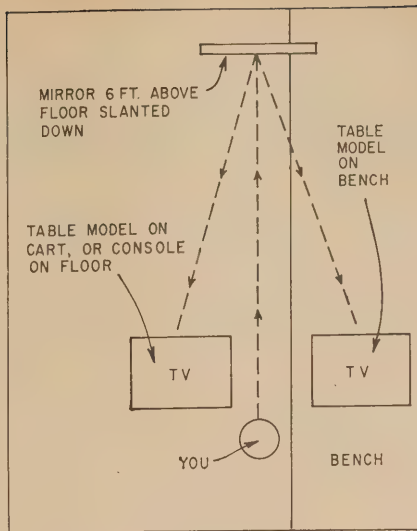 MIRROR 6 FT. ABOVE
FLOOR SLANTED
DOWN
TABLE
MODEL
ON
BENCH
TABLE MODEL ON
CART, OR CONSOLE
ON FLOOR
TV
TV
YOU
BENCH